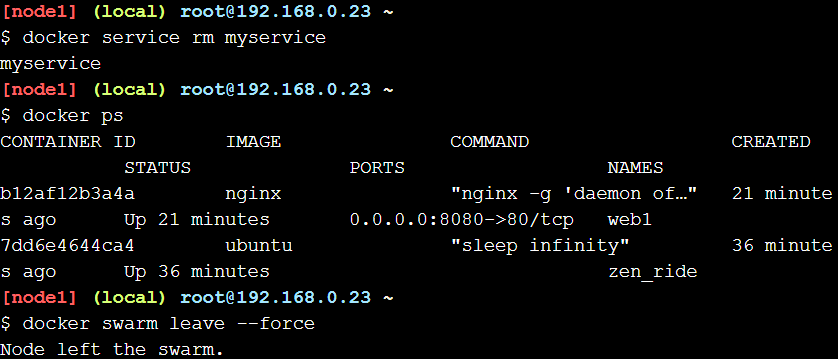 [node1] (local) root@192.168.0.23 ~
$ docker service rm myservice
myservice
[node1] (local) root@192.168.0.23 ~
$ docker ps
CONTAINER ID        IMAGE               COMMAND                  CREATED
           STATUS              PORTS                  NAMES
b12af12b3a4a        nginx               "nginx -g 'daemon of…"   21 minute
s ago      Up 21 minutes       0.0.0.0:8080->80/tcp   web1
7dd6e4644ca4        ubuntu              "sleep infinity"         36 minute
s ago      Up 36 minutes                              zen_ride
[node1] (local) root@192.168.0.23 ~
$ docker swarm leave --force
Node left the swarm.